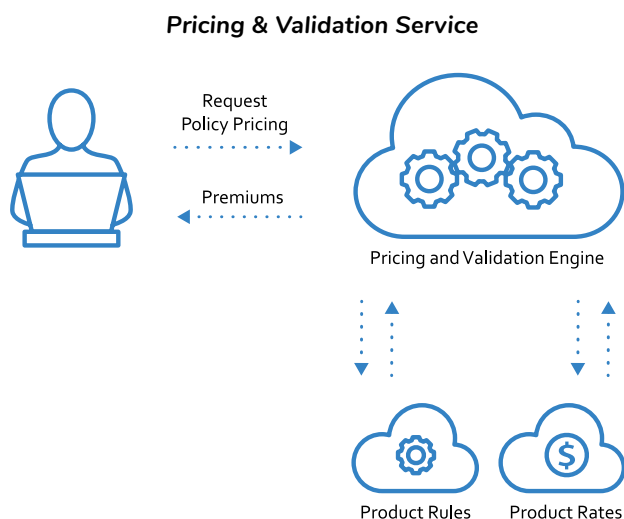 Pricing & Validation Service
Request
Policy Pricing
Premiums
Pricing and Validation Engine
$
Product Rules
Product Rates